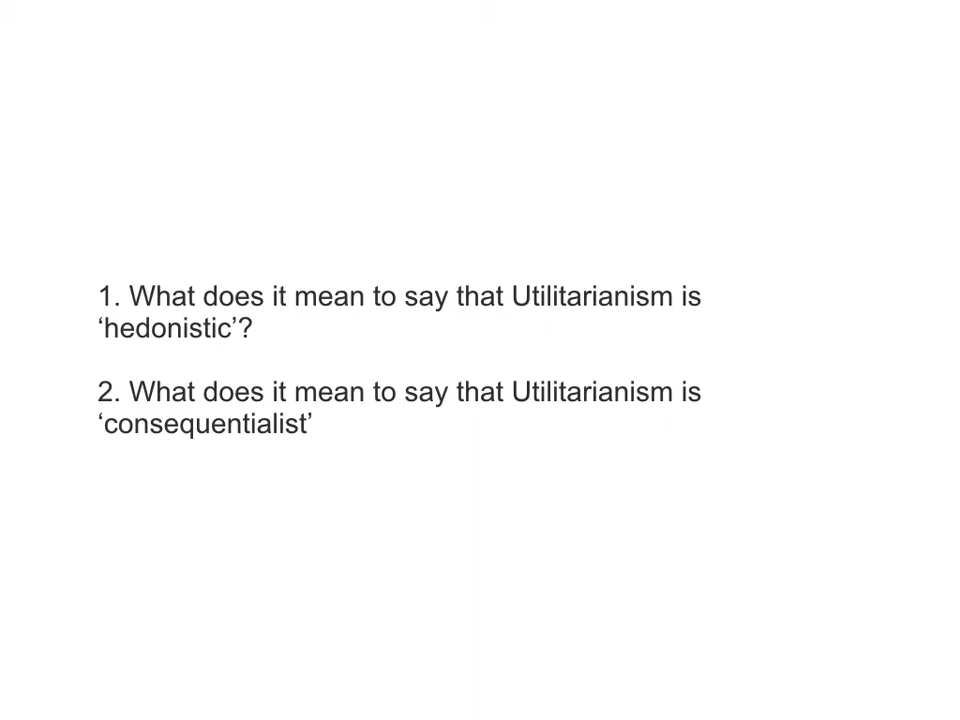 1. What does it mean to say that Utilitarianism is
‘hedonistic’?
2. What does it mean to say that Utilitarianism is
‘consequentialist’